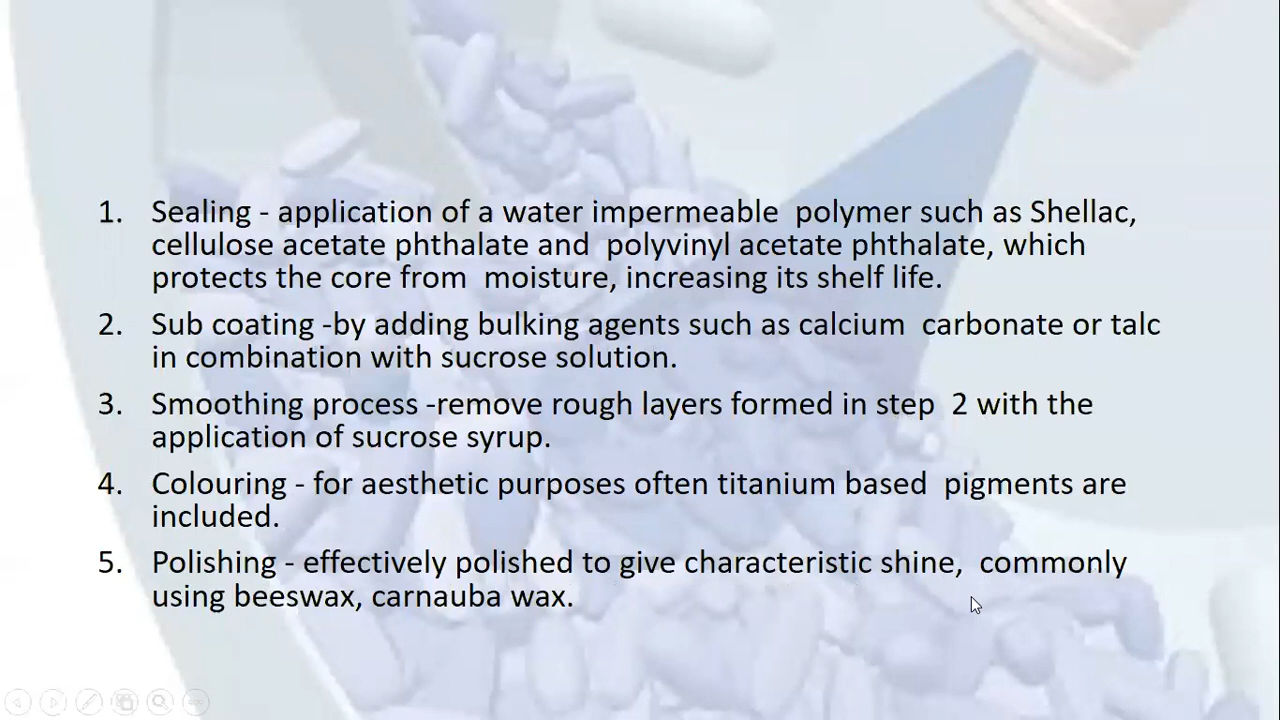 1. Sealing - application of a water impermeable  polymer such as Shellac,
cellulose acetate phthalate and  polyvinyl acetate phthalate, which
protects the core from  moisture, increasing its shelf life.
2. Sub coating -by adding bulking agents such as calcium  carbonate or talc
in combination with sucrose solution.
3. Smoothing process -remove rough layers formed in step  2 with the
application of sucrose syrup.
4. Colouring - for aesthetic purposes often titanium based  pigments are
included.
5. Polishing - effectively polished to give characteristic shine,  commonly
using beeswax, carnauba wax.